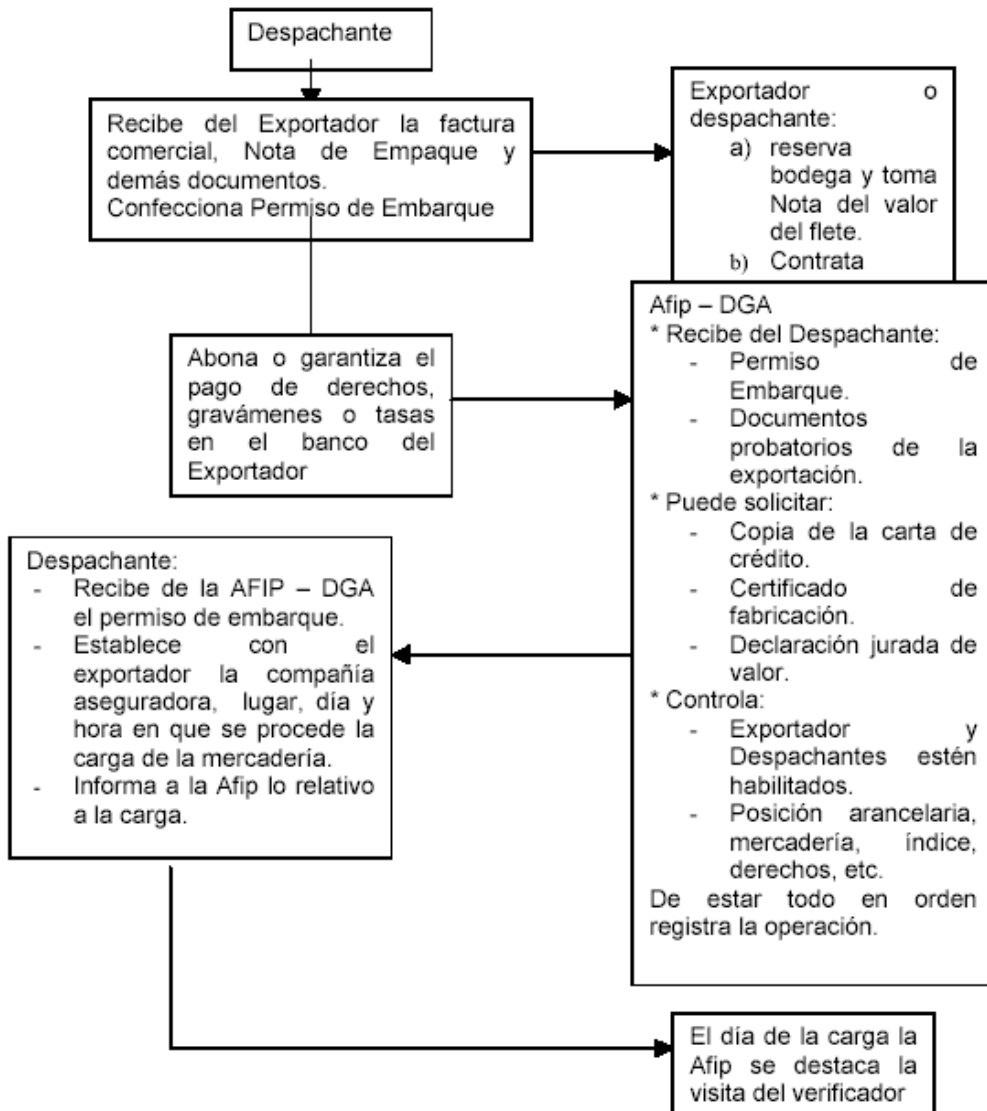 Despachante
Recibe del Exportador la factura
comercial, Nota de Empaque y
demás documentos.
Confecciona Permiso de Embarque
Exportador o
despachante:
a) reserva
bodega y toma
Nota del valor
del flete.
b) Contrata
Abona o garantiza el
pago de derechos,
gravámenes o tasas
en el banco del
Exportador
Afip – DGA
* Recibe del Despachante:
- Permiso de
Embarque.
- Documentos
probatorios de la
exportación.
* Puede solicitar:
- Copia de la carta de
crédito.
- Certificado de
fabricación.
- Declaración jurada de
valor.
* Controla:
- Exportador y
Despachantes estén
habilitados.
- Posición arancelaria,
mercadería, índice,
derechos, etc.
De estar todo en orden
registra la operación.
Despachante:
- Recibe de la AFIP – DGA
el permiso de embarque.
- Establece con el
exportador la compañía
aseguradora, lugar, día y
hora en que se procede la
carga de la mercadería.
- Informa a la Afip lo relativo
a la carga.
El día de la carga la
Afip se destaca la
visita del verificador